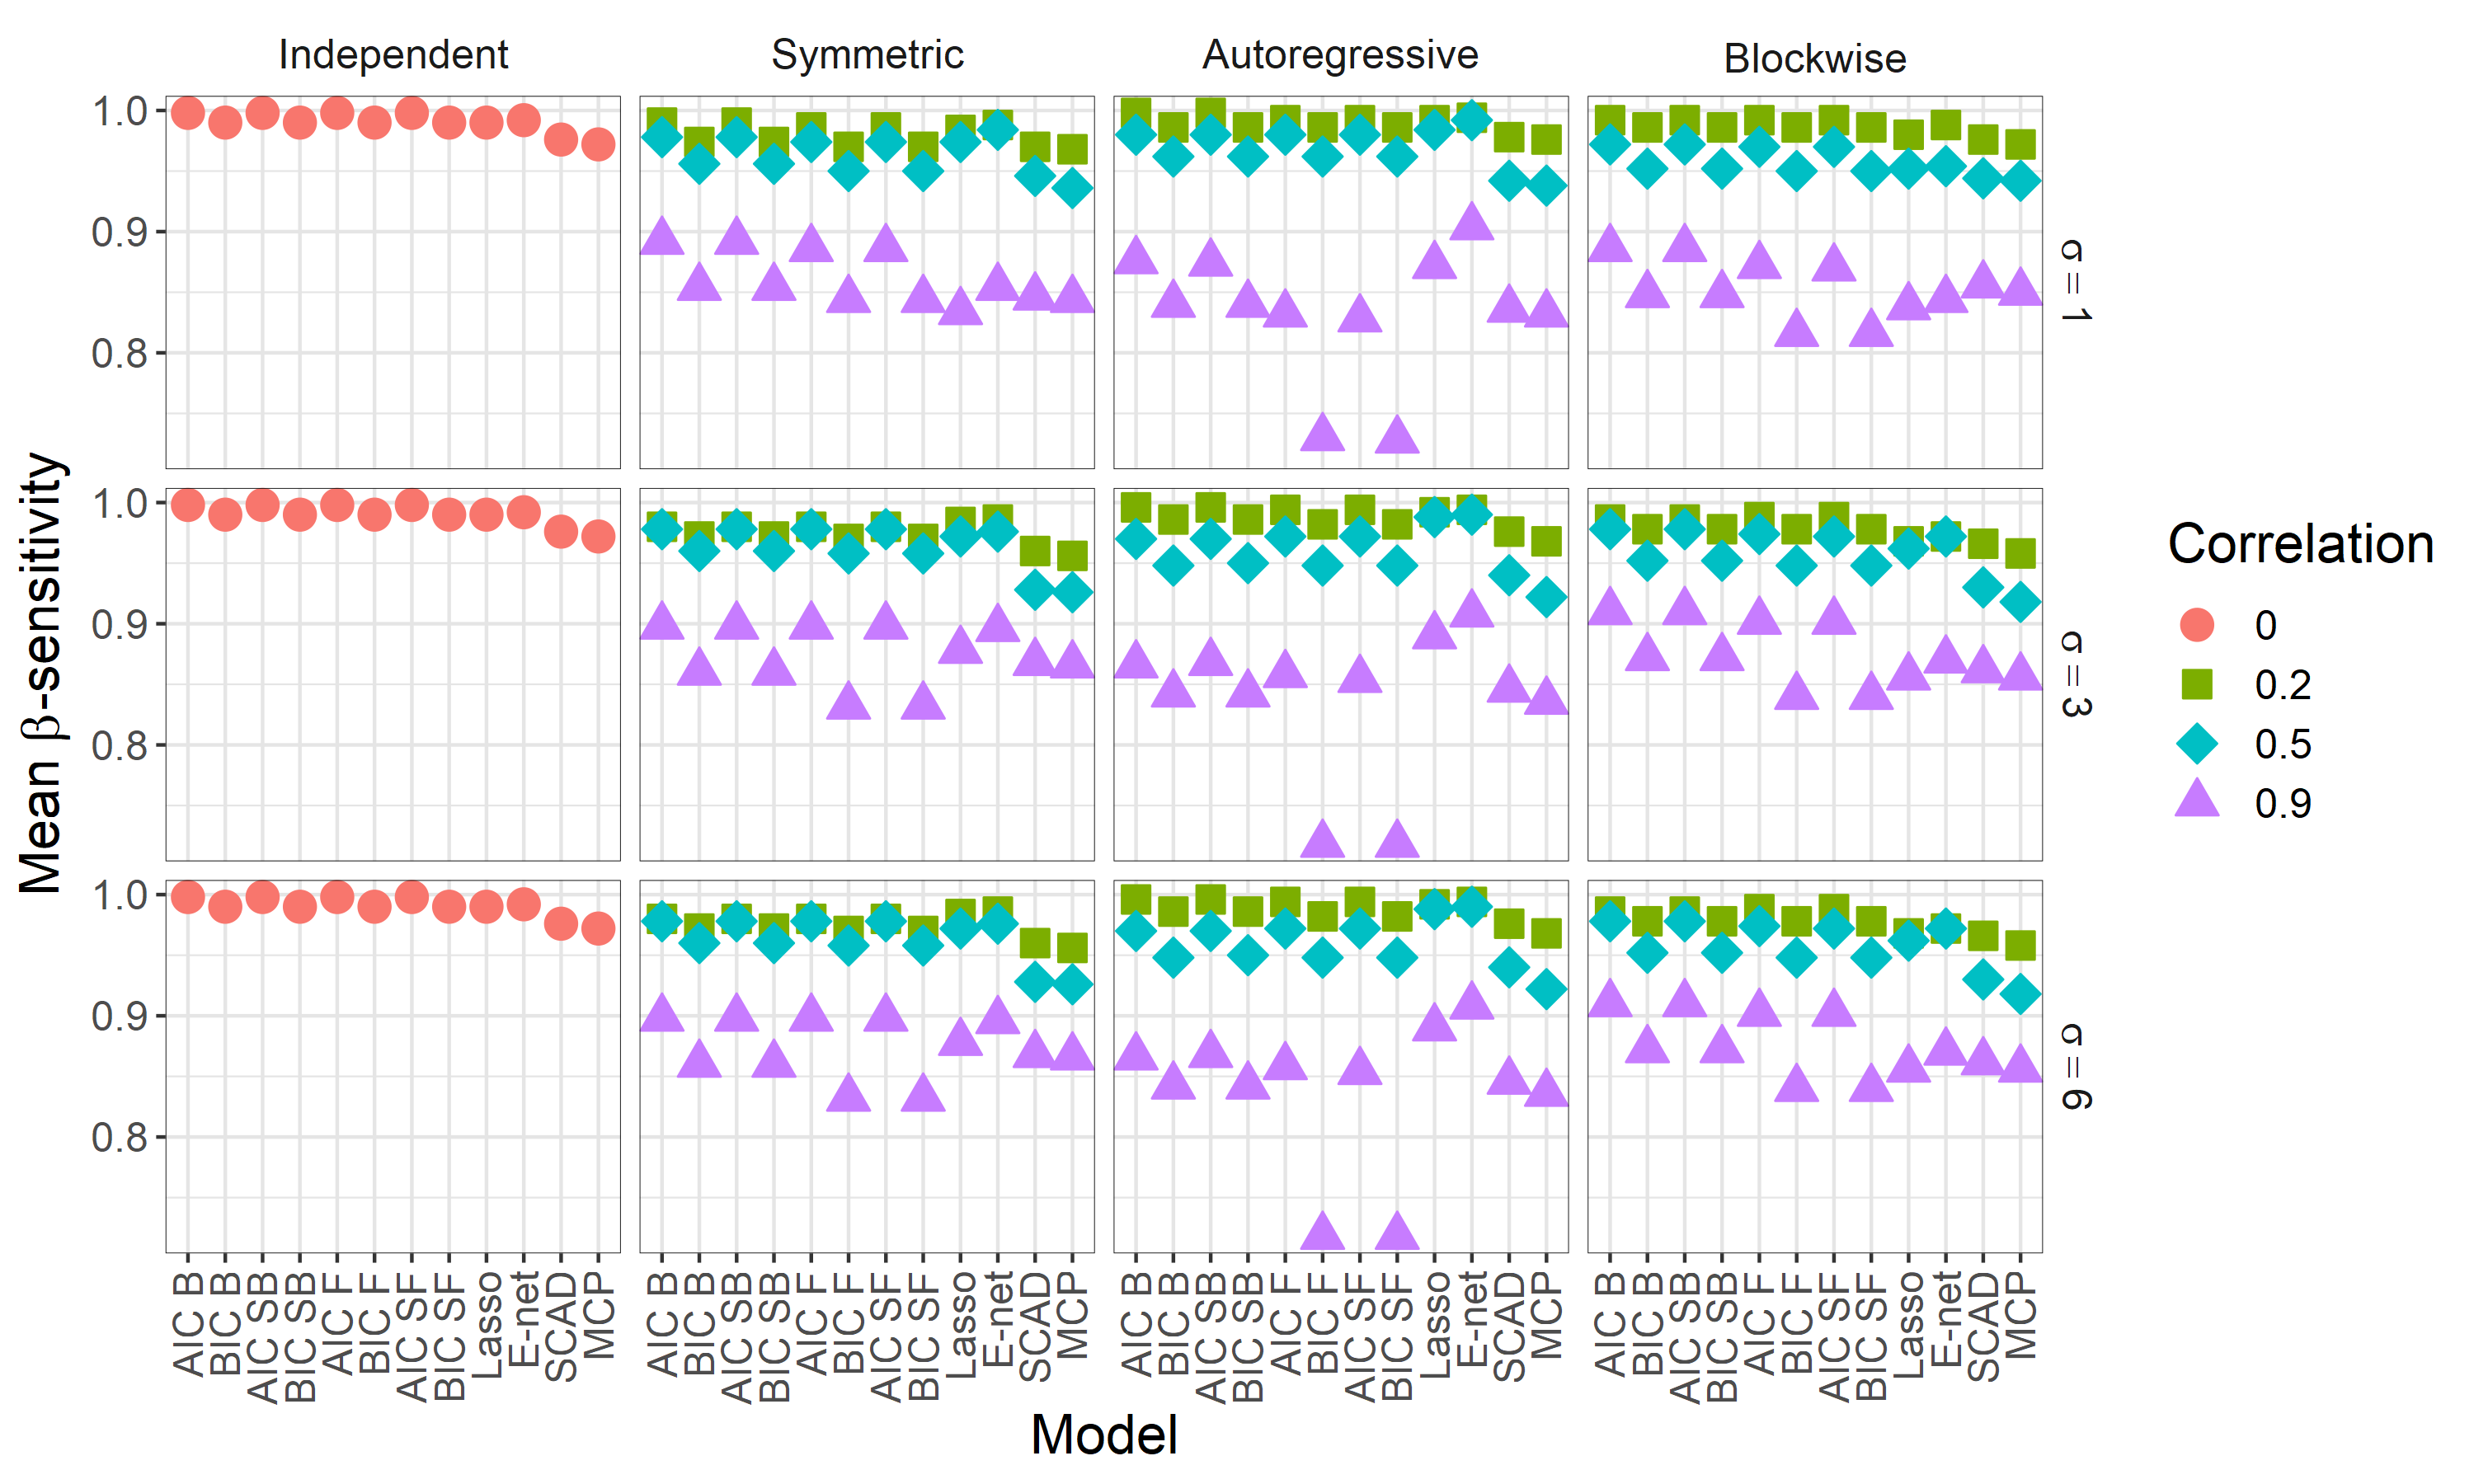 Independent Symmetric Autoregressive Blockwise
1.0
0.9
0.8
σ = 1
1.0
0.9
0.8
σ = 3
1.0
0.9
0.8
σ = 6
Mean β-sensitivity
AIC B BIC B AIC SB BIC SB AIC F BIC F AIC SF BIC SF Lasso E-net SCAD MCP
AIC B BIC B AIC SB BIC SB AIC F BIC F AIC SF BIC SF Lasso E-net SCAD MCP
AIC B BIC B AIC SB BIC SB AIC F BIC F AIC SF BIC SF Lasso E-net SCAD MCP
AIC B BIC B AIC SB BIC SB AIC F BIC F AIC SF BIC SF Lasso E-net SCAD MCP
Model
Correlation
0
0.2
0.5
0.9